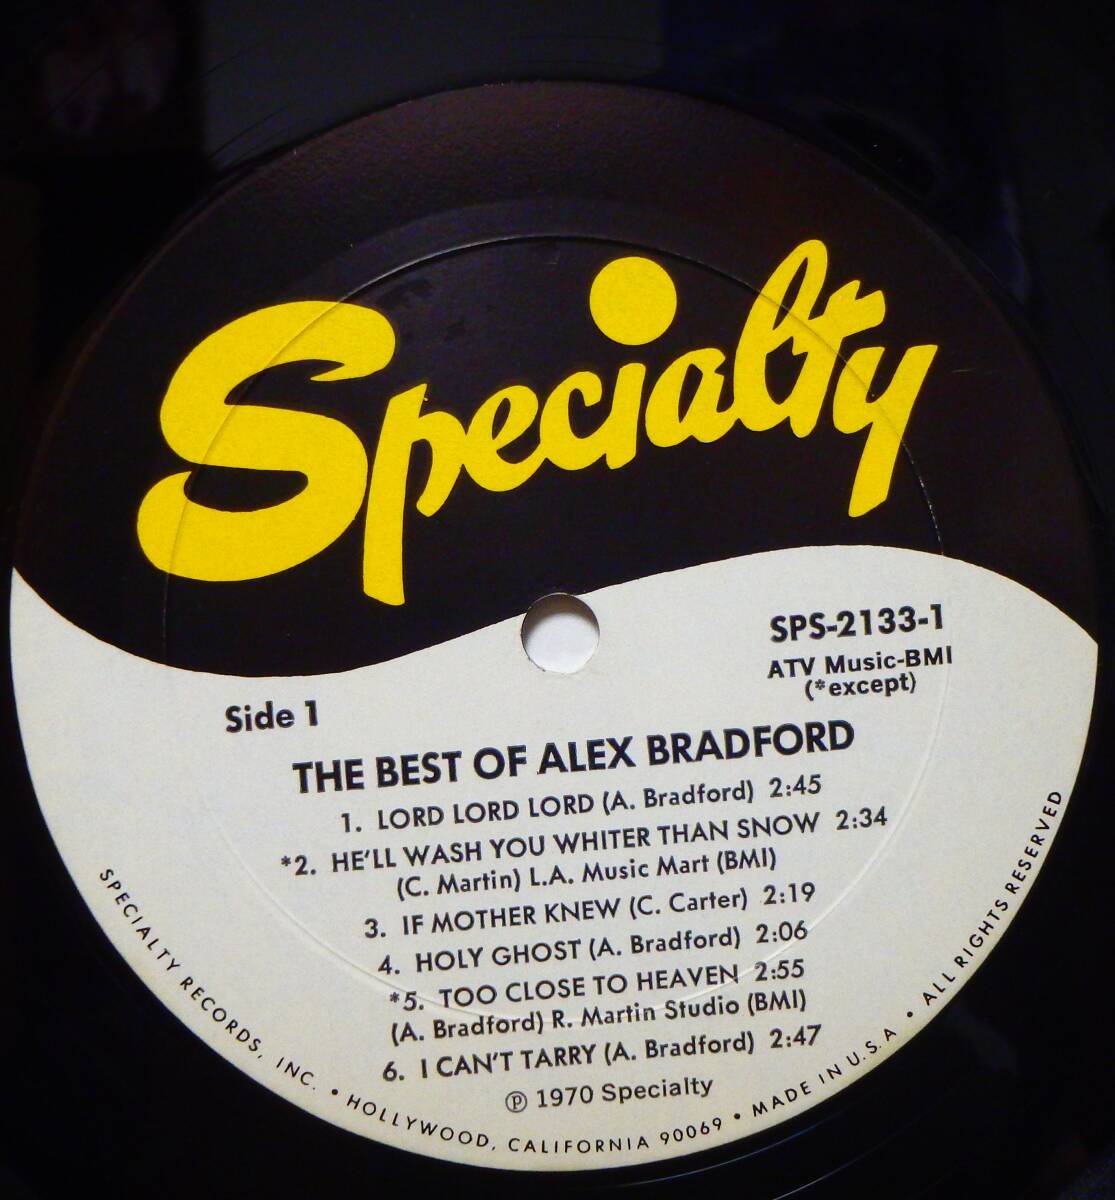 Specialty
SPS-2133-1
ATV Music-BMI
(*except)
Side 1
THE BEST OF ALEX BRADFORD
1. LORD LORD LORD (A. Bradford) 2:45
*2. HE'LL WASH YOU WHITER THAN SNOW 2:34
(C. Martin) L.A. Music Mart (BMI)
3. IF MOTHER KNEW (C. Carter) 2:19
4. HOLY GHOST (A. Bradford) 2:06
*5. TOO CLOSE TO HEAVEN 2:55
(A. Bradford) R. Martin Studio (BMI)
6. I CAN'T TARRY (A. Bradford) 2:47
℗ 1970 Specialty
SPECIALTY RECORDS, INC. • HOLLYWOOD, CALIFORNIA 90069 • MADE IN U.S.A • ALL RIGHTS RESERVED